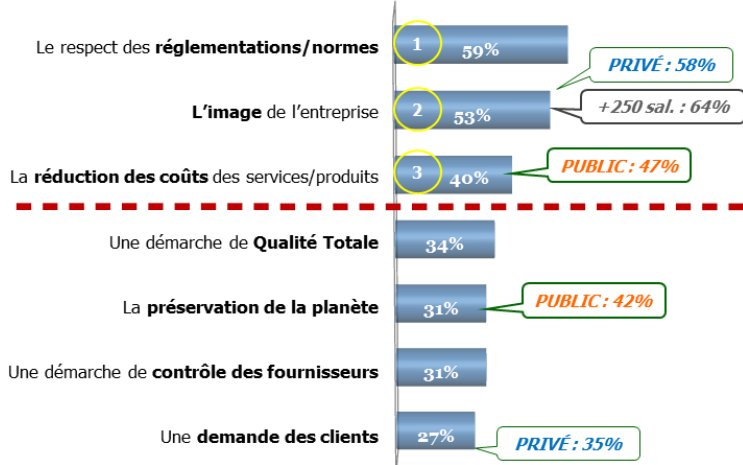 Le respect des réglementations/normes
1
59%
PRIVÉ : 58%
L'image de l'entreprise
2
53%
+250 sal. : 64%
La réduction des coûts des services/produits
3
40%
PUBLIC : 47%
Une démarche de Qualité Totale
34%
La préservation de la planète
31%
PUBLIC : 42%
Une démarche de contrôle des fournisseurs
31%
Une demande des clients
27%
PRIVÉ : 35%